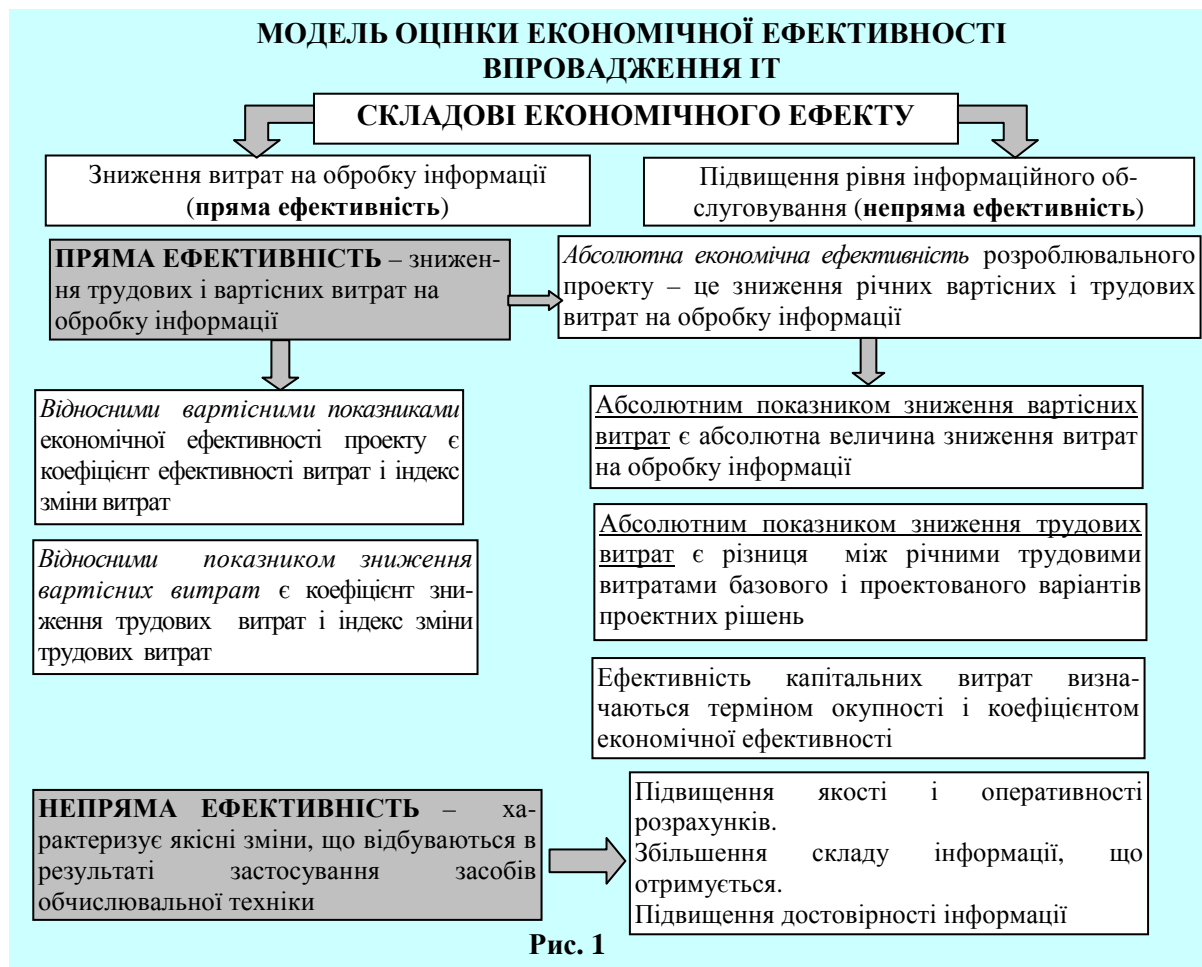 МОДЕЛЬ ОЦІНКИ ЕКОНОМІЧНОЇ ЕФЕКТИВНОСТІ
ВПРОВАДЖЕННЯ ІТ
СКЛАДОВІ ЕКОНОМІЧНОГО ЕФЕКТУ
Зниження витрат на обробку інформації
(пряма ефективність)
Підвищення рівня інформаційного об-
слуговування (непряма ефективність)
ПРЯМА ЕФЕКТИВНІСТЬ – знижен-
ня трудових і вартісних витрат на
обробку інформації
Абсолютна економічна ефективність розроблювального
проекту – це зниження річних вартісних і трудових
витрат на обробку інформації
Відносними вартісними показниками
економічної ефективності проекту є
коефіцієнт ефективності витрат і індекс
зміни витрат
Абсолютним показником зниження вартісних
витрат є абсолютна величина зниження витрат
на обробку інформації
Відносними показником зниження
вартісних витрат є коефіцієнт зни-
ження трудових витрат і індекс зміни
трудових витрат
Абсолютним показником зниження трудових
витрат є різниця між річними трудовими
витратами базового і проектованого варіантів
проектних рішень
Ефективність капітальних витрат визна-
чаються терміном окупності і коефіцієнтом
економічної ефективності
НЕПРЯМА ЕФЕКТИВНІСТЬ – ха-
рактеризує якісні зміни, що відбуваються в
результаті застосування засобів
обчислювальної техніки
Підвищення якості і оперативності
розрахунків.
Збільшення складу інформації, що
отримується.
Підвищення достовірності інформації
Рис. 1